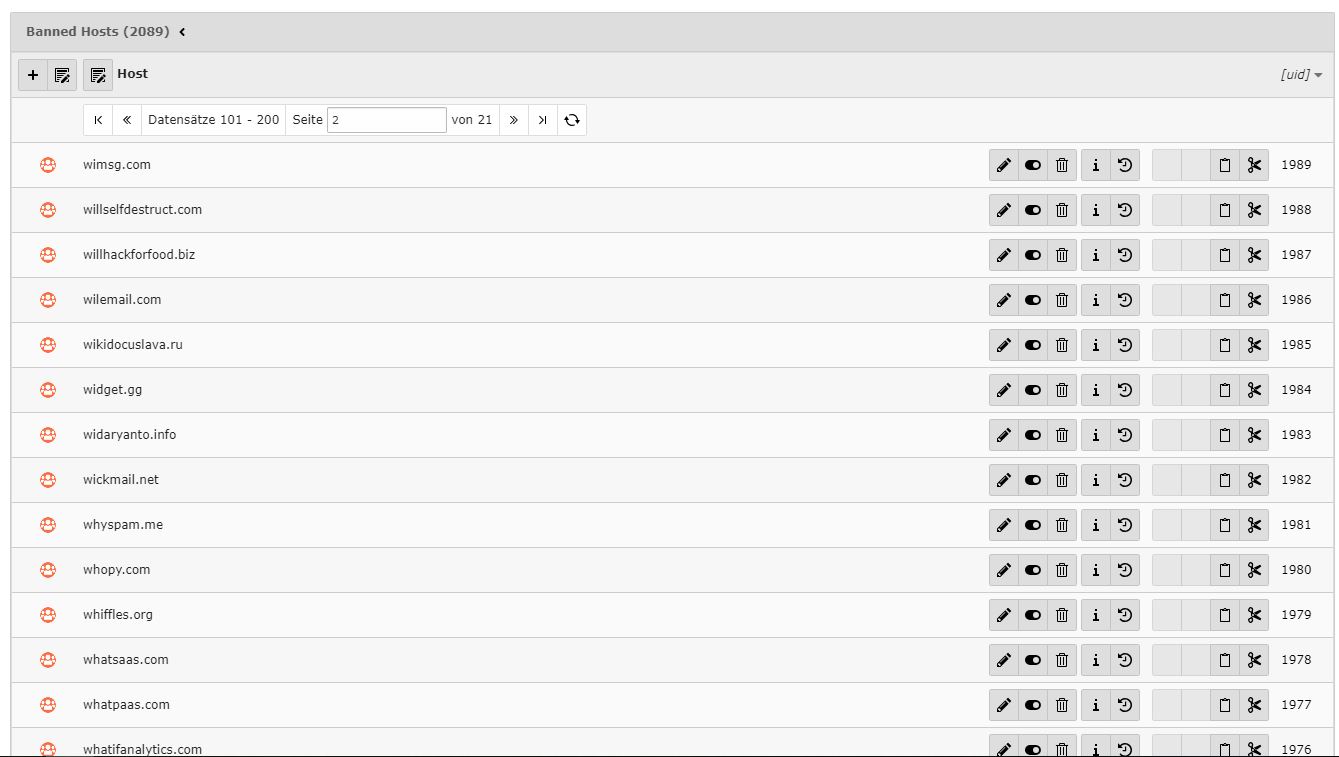 Banned Hosts (2089)
Host [uid]
Datensätze 101 - 200 Seite 2 von 21
wimsg.com 1989
willselfdestruct.com 1988
willhackforfood.biz 1987
wilemail.com 1986
wikidocuslava.ru 1985
widget.gg 1984
widaryanto.info 1983
wickmail.net 1982
whyspam.me 1981
whopy.com 1980
whiffles.org 1979
whatsaas.com 1978
whatpaas.com 1977
whatifanalytics.com 1976